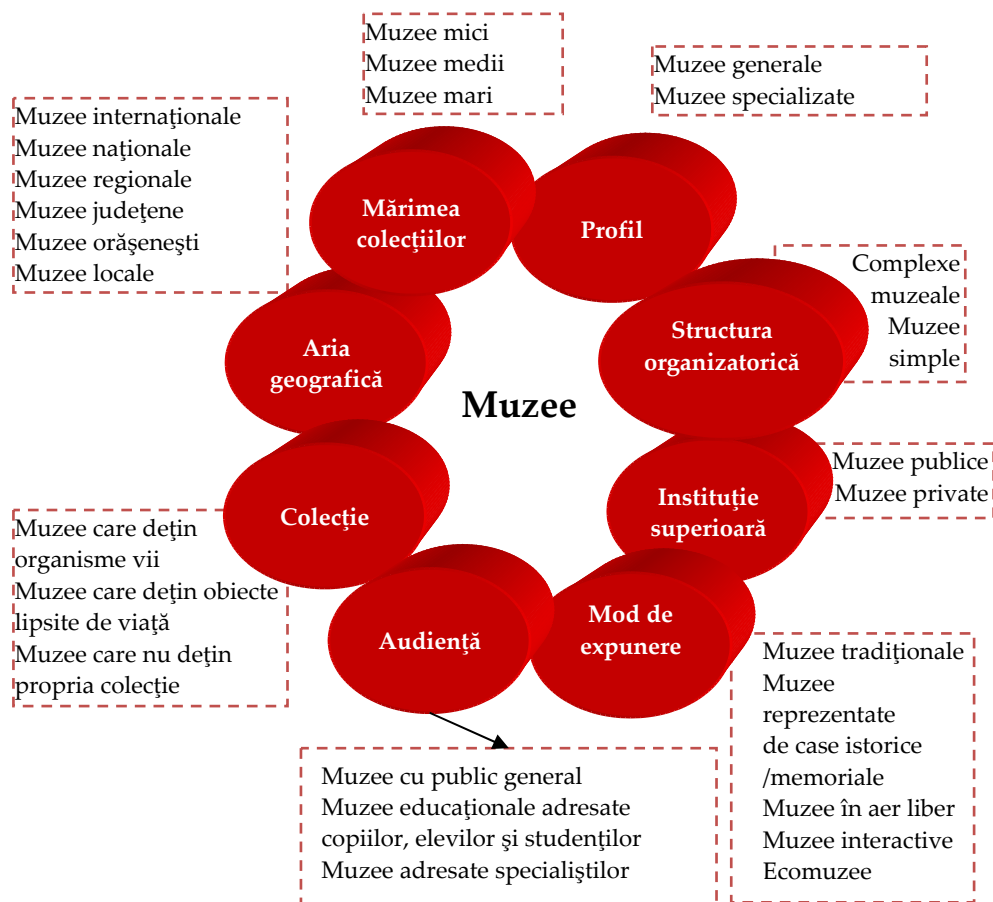 Muzee mici
Muzee medii
Muzee mari
Muzee generale
Muzee specializate
Muzee internaţionale
Muzee naţionale
Muzee regionale
Muzee judeţene
Muzee orăşeneşti
Muzee locale
Mărimea
colecțiilor
Profil
Complexe
muzeale
Muzee
simple
Structura
organizatorică
Aria
geografică
Muzee
Muzee publice
Muzee private
Instituție
superioară
Colecție
Muzee care deţin
organisme vii
Muzee care deţin obiecte
lipsite de viaţă
Muzee care nu deţin
propria colecţie
Audiență
Mod de
expunere
Muzee tradiţionale
Muzee
reprezentate
de case istorice
/memoriale
Muzee în aer liber
Muzee interactive
Ecomuzee
Muzee cu public general
Muzee educaţionale adresate
copiilor, elevilor şi studenţilor
Muzee adresate specialiştilor